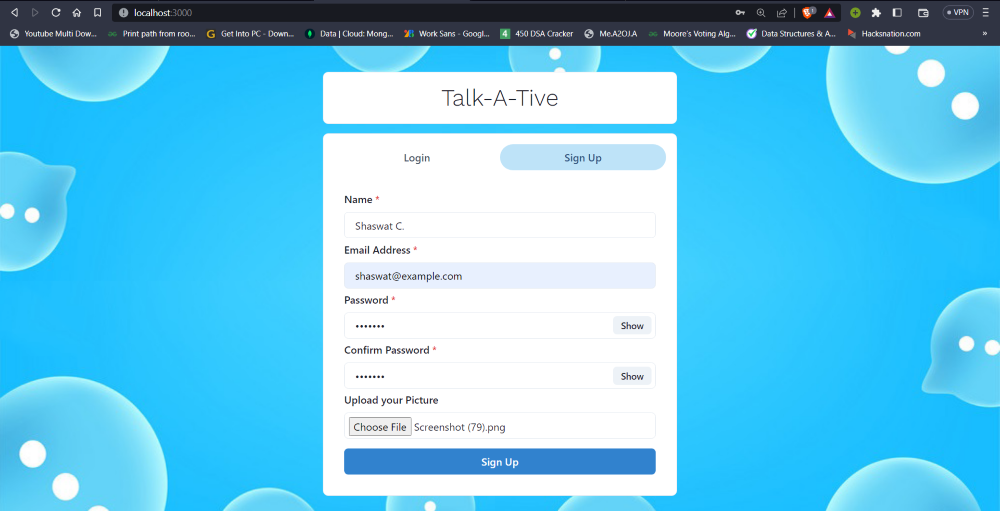 localhost:3000
VPN
Youtube Multi Dow... Print path from roo... Get Into PC - Down... Data | Cloud: Mong... Work Sans - Googl... 450 DSA Cracker Me.A2OJ.A Moore's Voting Alg... Data Structures & A... Hacksnation.com »
Talk-A-Tive
Login Sign Up
Name *
Shaswat C.
Email Address *
shaswat@example.com
Password *
••••••• Show
Confirm Password *
••••••• Show
Upload your Picture
Choose File Screenshot (79).png
Sign Up